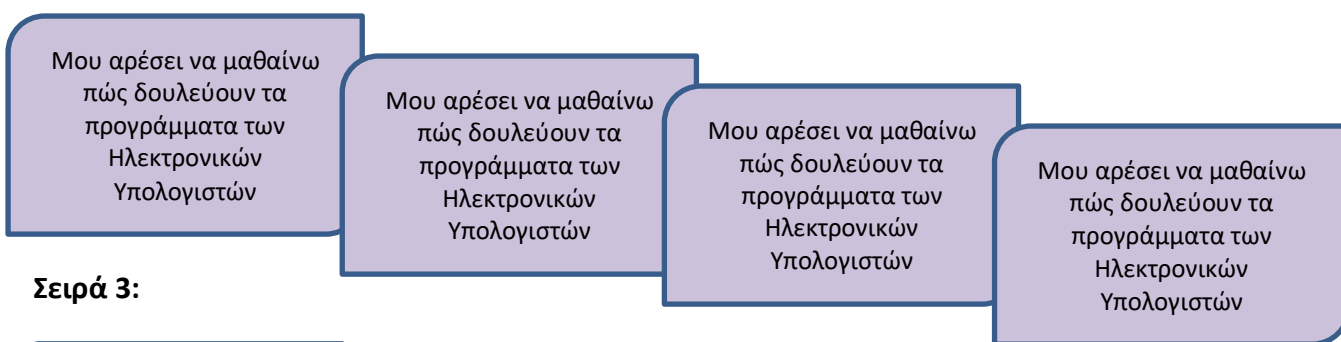 Μου αρέσει να μαθαίνω
πώς δουλεύουν τα
προγράμματα των
Ηλεκτρονικών
Υπολογιστών
Μου αρέσει να μαθαίνω
πώς δουλεύουν τα
προγράμματα των
Ηλεκτρονικών
Υπολογιστών
Μου αρέσει να μαθαίνω
πώς δουλεύουν τα
προγράμματα των
Ηλεκτρονικών
Υπολογιστών
Μου αρέσει να μαθαίνω
πώς δουλεύουν τα
προγράμματα των
Ηλεκτρονικών
Υπολογιστών
Σειρά 3: